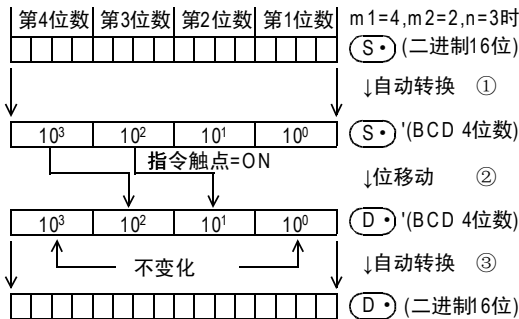 第4位数 第3位数 第2位数 第1位数 m1=4,m2=2,n=3时
S· (二进制16位)
↓自动转换 ①
10³ 10² 10¹ 10⁰ S· '(BCD 4位数)
指令触点=ON
↓位移动 ②
10³ 10² 10¹ 10⁰ D· '(BCD 4位数)
不变化 ↓自动转换 ③
D· (二进制16位)